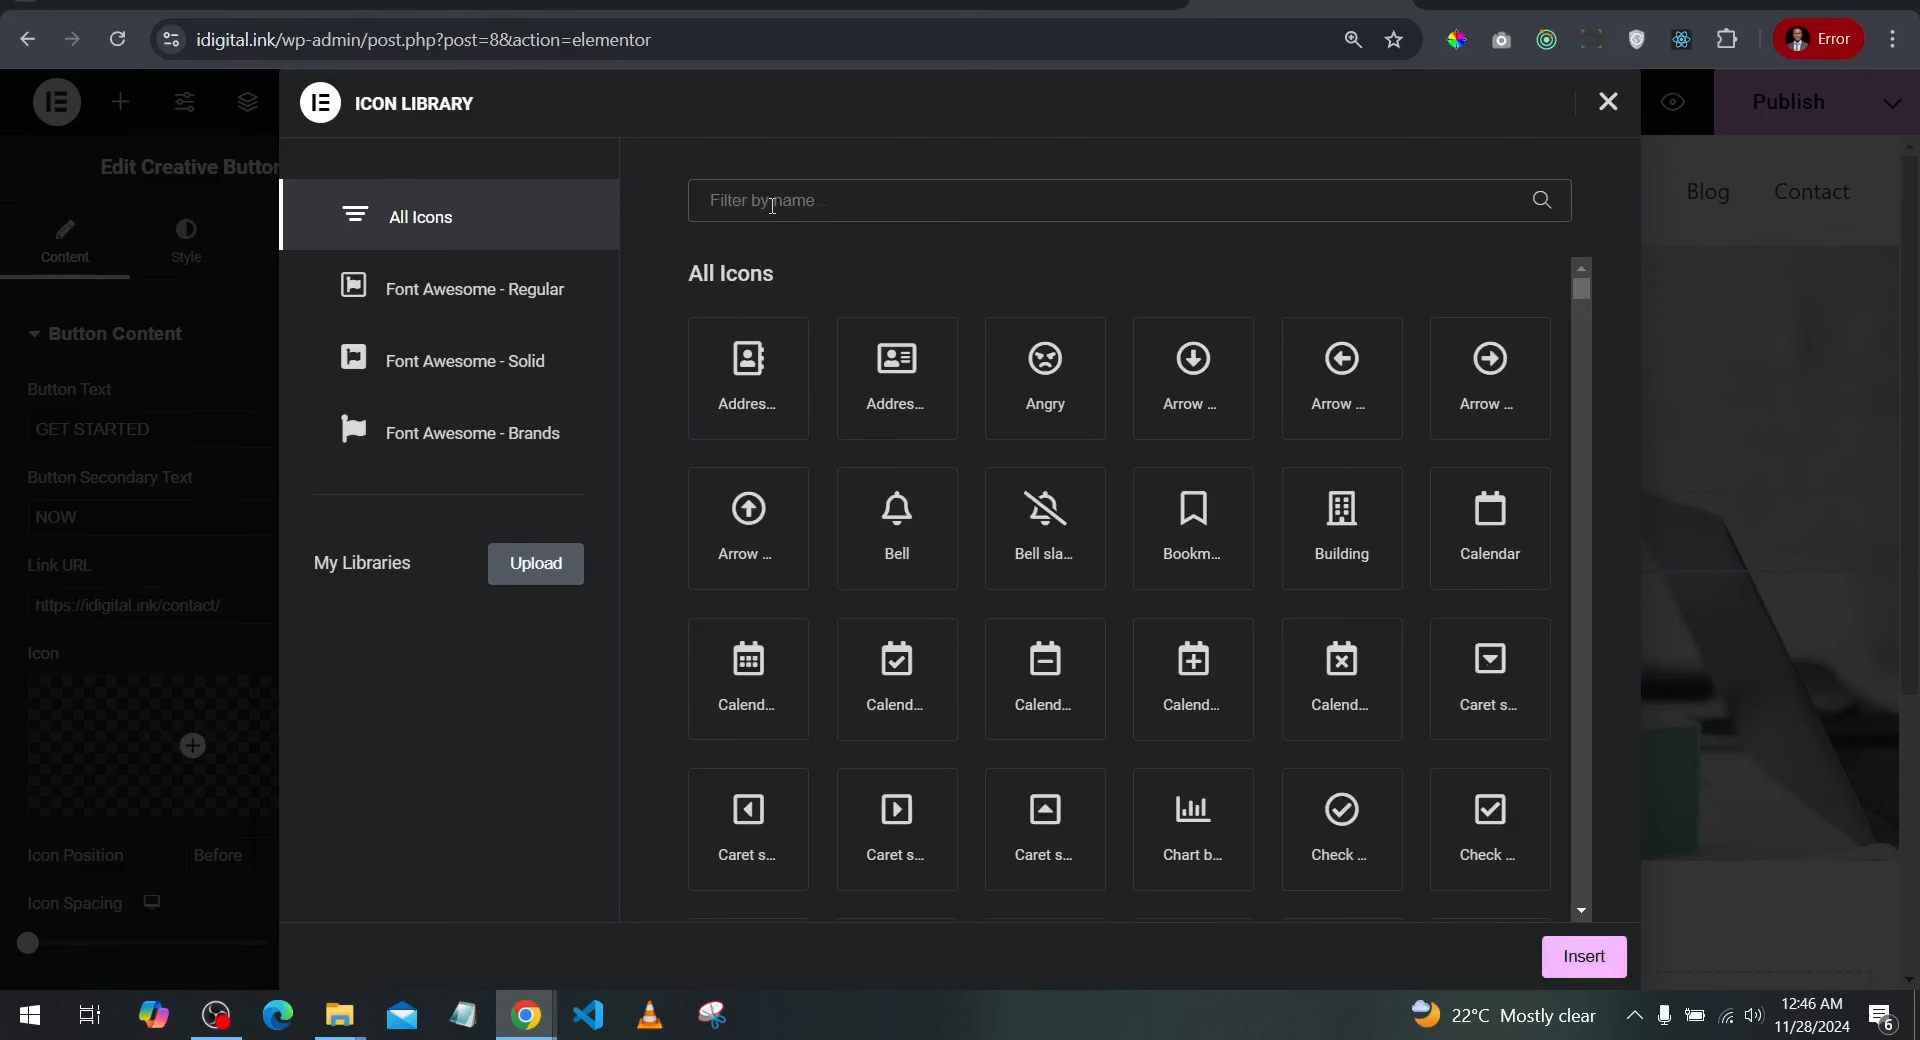 idigital.ink/wp-admin/post.php?post=8&action=elementor
Error
ICON LIBRARY
Publish
Edit Creative Button
Content
Style
Button Content
Button Text
GET STARTED
Button Secondary Text
NOW
Link URL
https://idigital.ink/contact/
Icon
Icon Position
Before
Icon Spacing
All Icons
Font Awesome - Regular
Font Awesome - Solid
Font Awesome - Brands
My Libraries
Upload
Filter by name...
All Icons
Addres...
Addres...
Angry
Arrow ...
Arrow ...
Arrow ...
Arrow ...
Bell
Bell sla...
Bookm...
Building
Calendar
Calend...
Calend...
Calend...
Calend...
Calend...
Caret s...
Caret s...
Caret s...
Caret s...
Chart b...
Check ...
Check ...
Insert
Blog
Contact
22°C Mostly clear
12:46 AM
11/28/2024
6